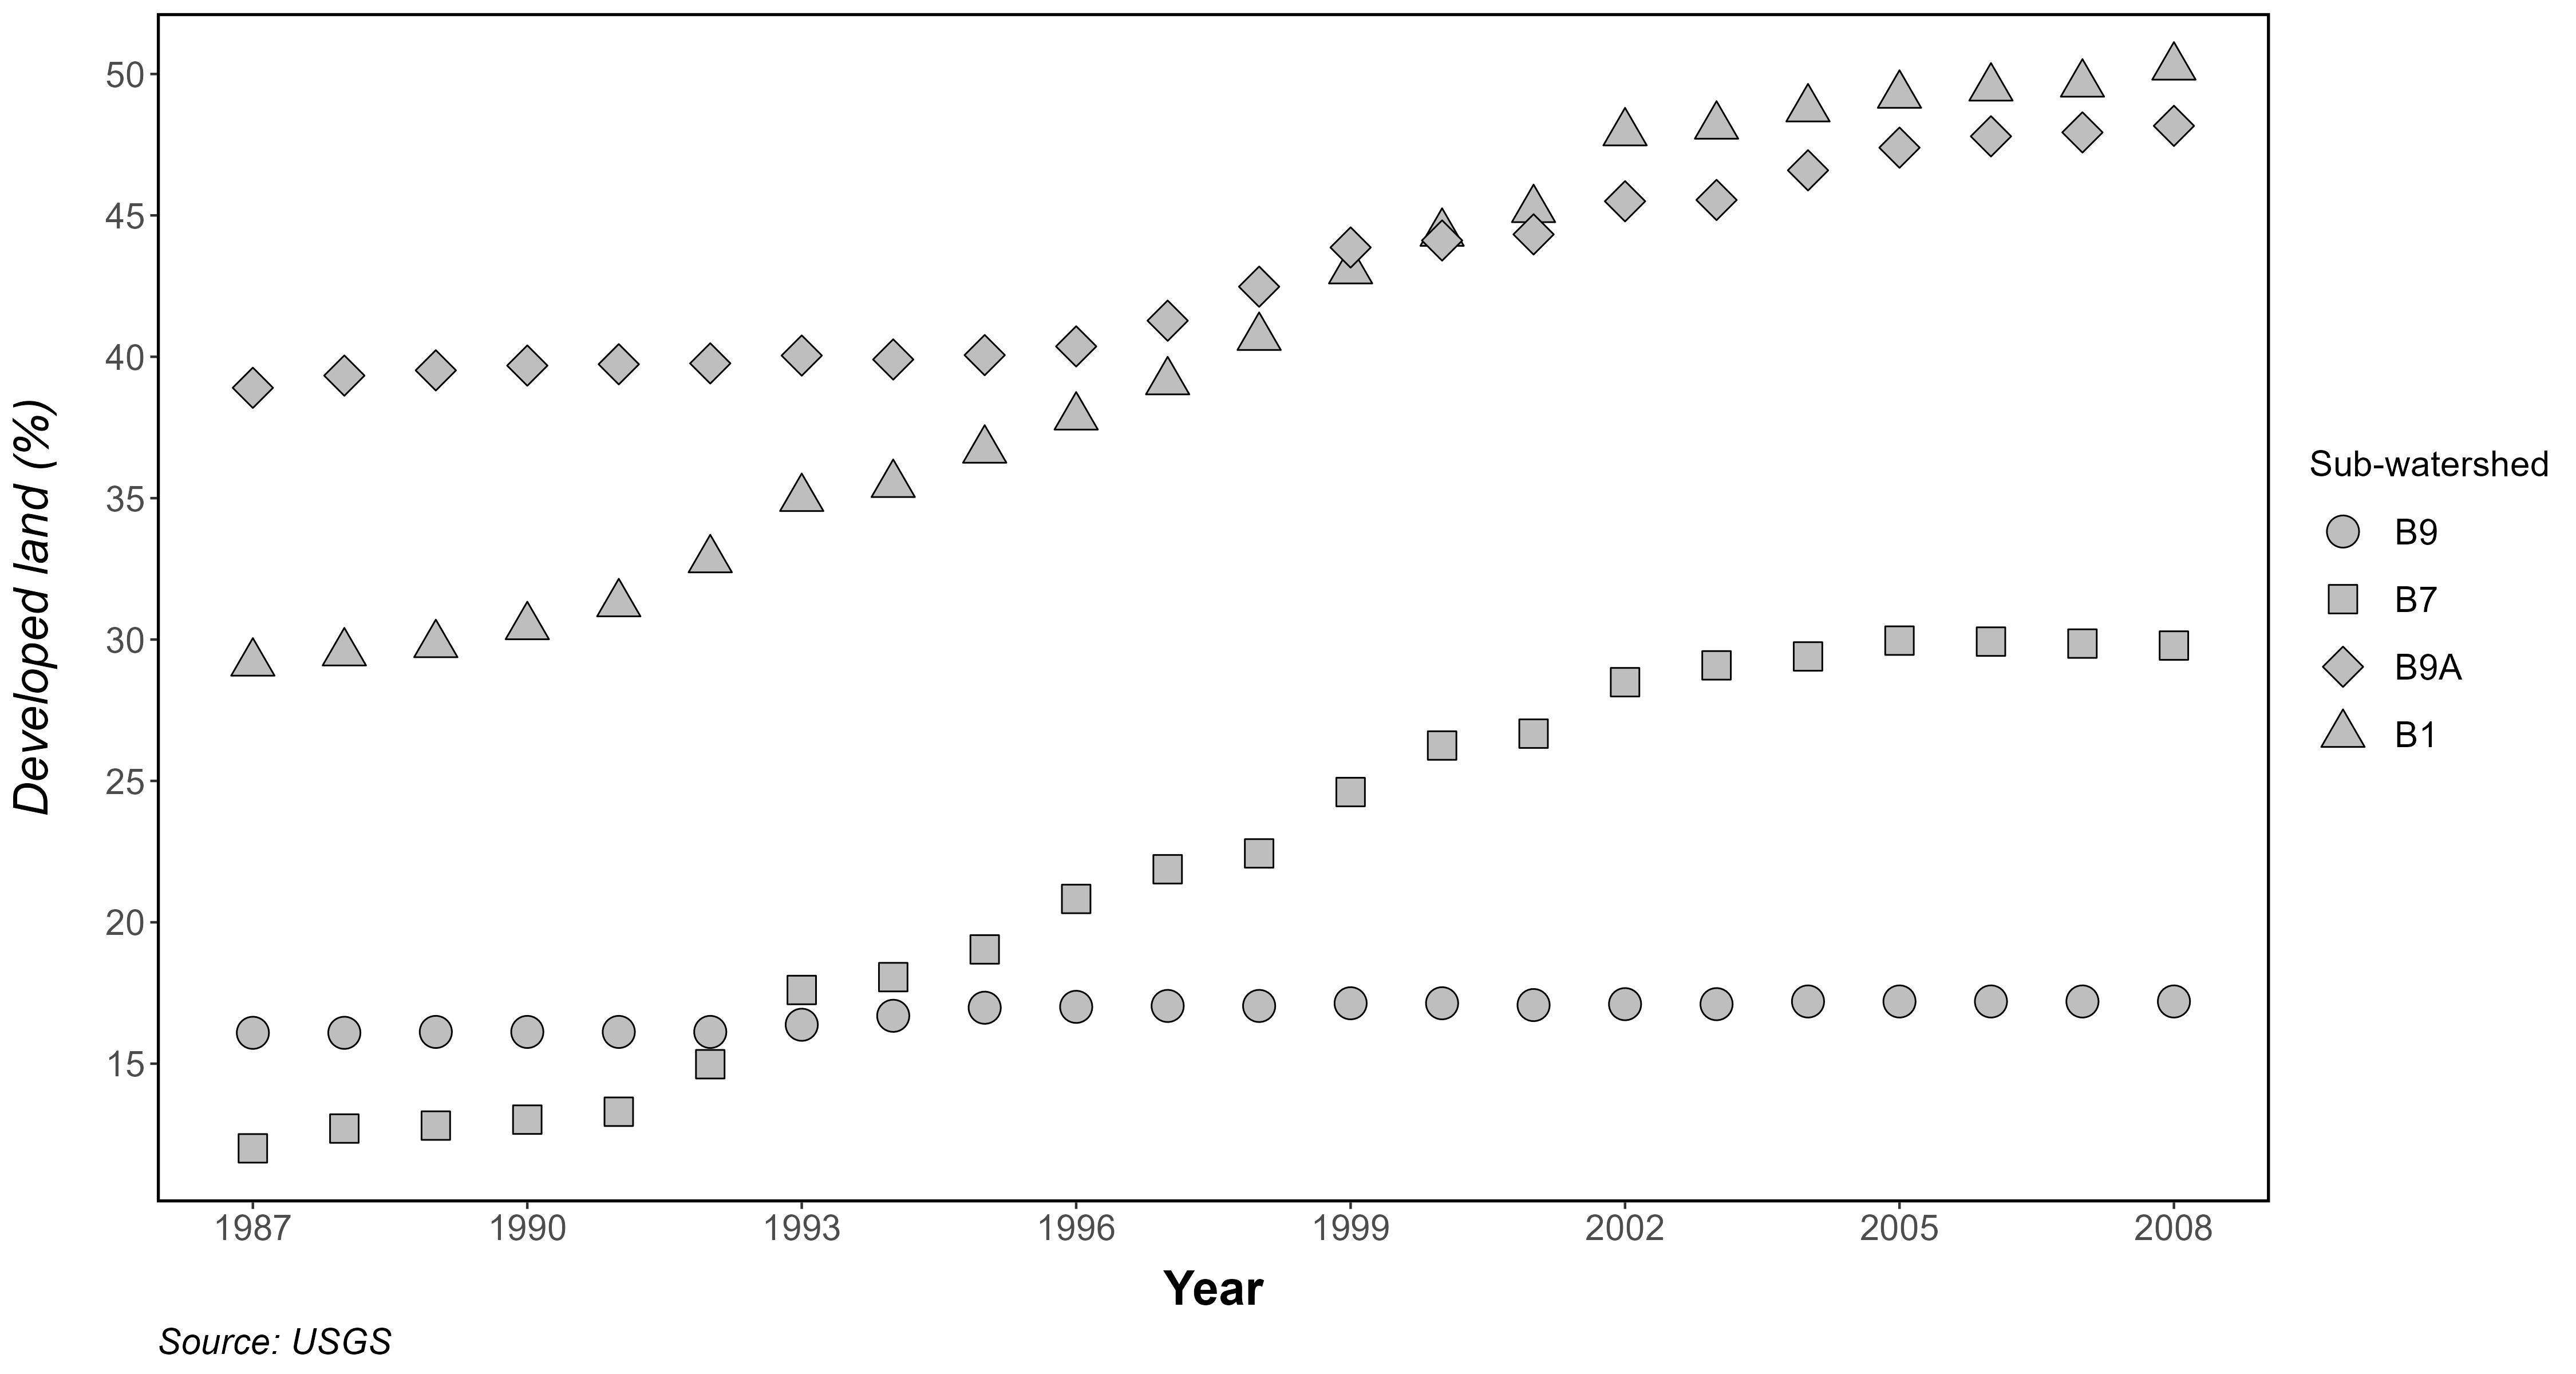 Developed land (%)
50
45
40
35
30
25
20
15
1987 1990 1993 1996 1999 2002 2005 2008
Year
Source: USGS
Sub-watershed
B9
B7
B9A
B1